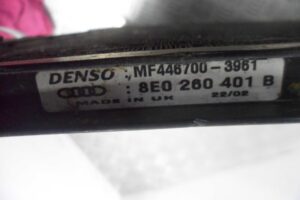 DENSO : MF446700-3961
: 8E0 260 401 B
MADE IN UK 22/02